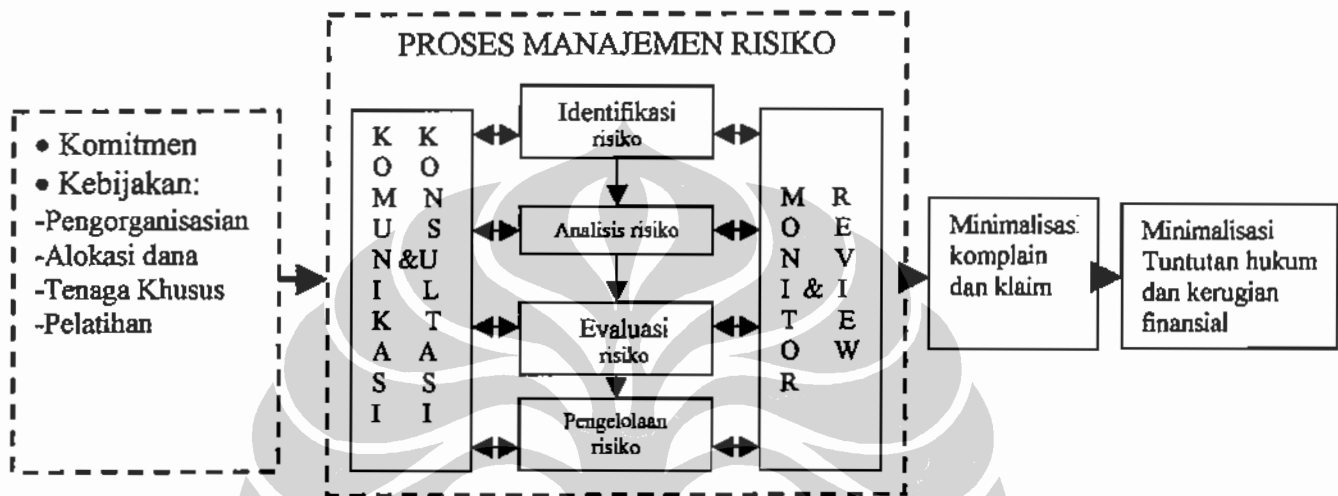 PROSES MANAJEMEN RISIKO
• Komitmen
• Kebijakan:
-Pengorganisasian
-Alokasi dana
-Tenaga Khusus
-Pelatihan
KOMUNIKASI & KONSULTASI
Identifikasi
risiko
Analisis risiko
Evaluasi
risiko
Pengelolaan
risiko
MONITOR & REVIEW
Minimalisasi
komplain
dan klaim
Minimalisasi
Tuntutan hukum
dan kerugian
finansial